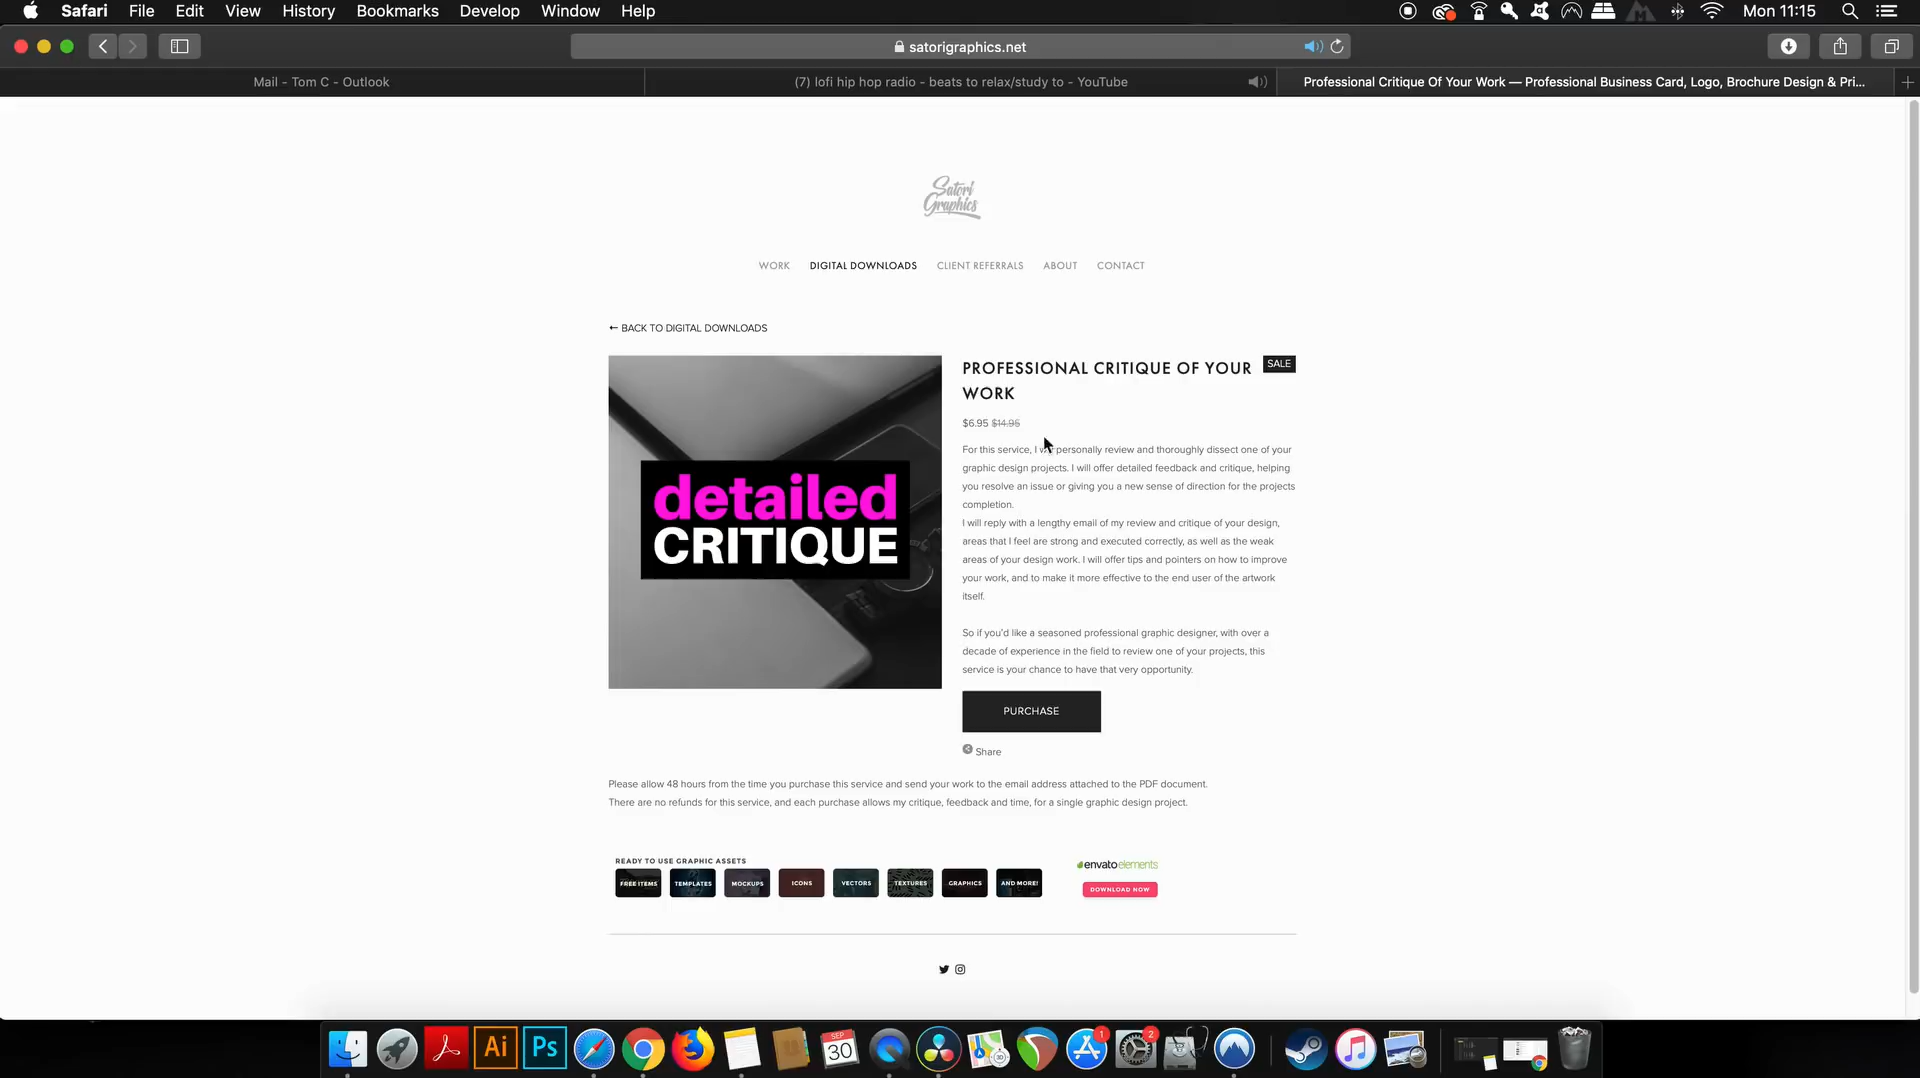 Safari File Edit View History Bookmarks Develop Window Help Mon 11:15
satorigraphics.net
Mail - Tom C - Outlook
(7) lofi hip hop radio - beats to relax/study to - YouTube
Professional Critique Of Your Work — Professional Business Card, Logo, Brochure Design & Pri...
Satori
Graphics
WORK DIGITAL DOWNLOADS CLIENT REFERRALS ABOUT CONTACT
← BACK TO DIGITAL DOWNLOADS
detailed
CRITIQUE
PROFESSIONAL CRITIQUE OF YOUR
WORK
SALE
$6.95 $14.95
For this service, I personally review and thoroughly dissect one of your
graphic design projects. I will offer detailed feedback and critique, helping
you resolve an issue or giving you a new sense of direction for the projects
completion.
I will reply with a lengthy email of my review and critique of your design,
areas that I feel are strong and executed correctly, as well as the weak
areas of your design work. I will offer tips and pointers on how to improve
your work, and to make it more effective to the end user of the artwork
itself.
So if you'd like a seasoned professional graphic designer, with over a
decade of experience in the field to review one of your projects, this
service is your chance to have that very opportunity.
PURCHASE
Share
Please allow 48 hours from the time you purchase this service and send your work to the email address attached to the PDF document.
There are no refunds for this service, and each purchase allows my critique, feedback and time, for a single graphic design project.
READY TO USE GRAPHIC ASSETS
FREE ITEMS TEMPLATES MOCKUPS ICONS VECTORS TEXTURES GRAPHICS AND MORE!
envatoelements
DOWNLOAD NOW
Ai Ps SEP 30 3D 1 2